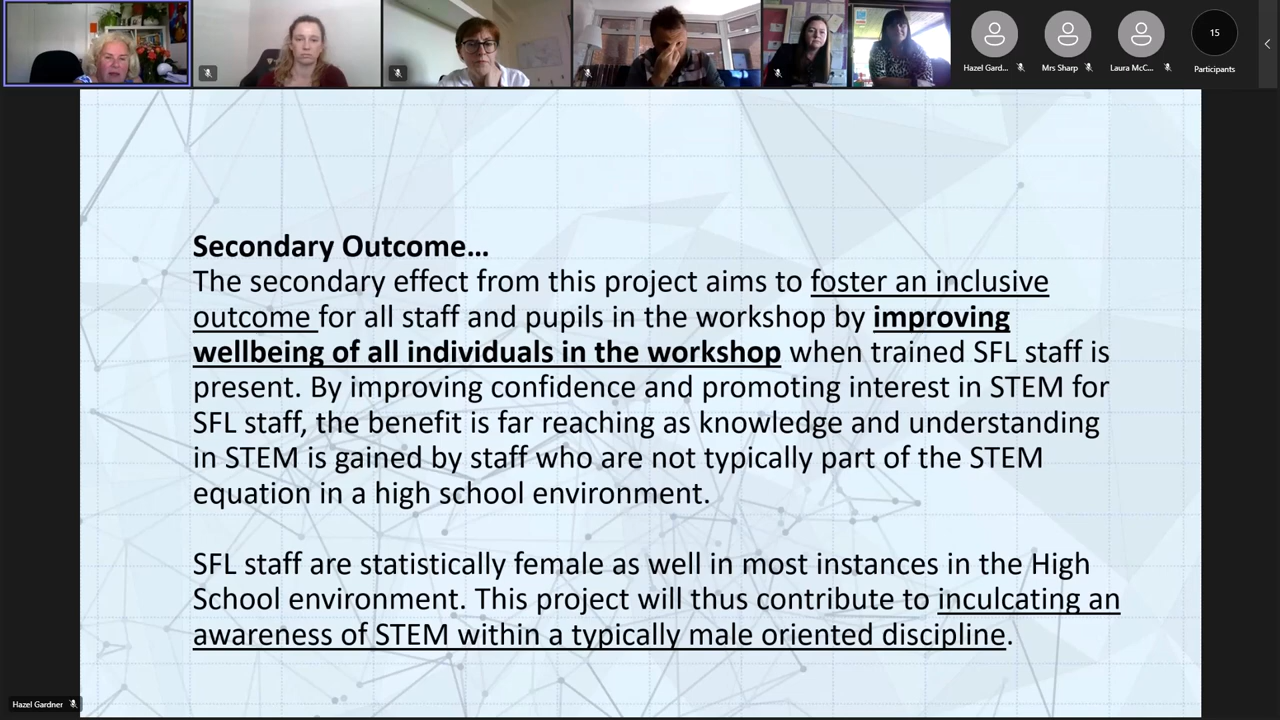 15
Hazel Gard...
Mrs Sharp
Laura McC...
Participants
Secondary Outcome...
The secondary effect from this project aims to foster an inclusive
outcome for all staff and pupils in the workshop by improving
wellbeing of all individuals in the workshop when trained SFL staff is
present. By improving confidence and promoting interest in STEM for
SFL staff, the benefit is far reaching as knowledge and understanding
in STEM is gained by staff who are not typically part of the STEM
equation in a high school environment.
SFL staff are statistically female as well in most instances in the High
School environment. This project will thus contribute to inculcating an
awareness of STEM within a typically male oriented discipline.
Hazel Gardner